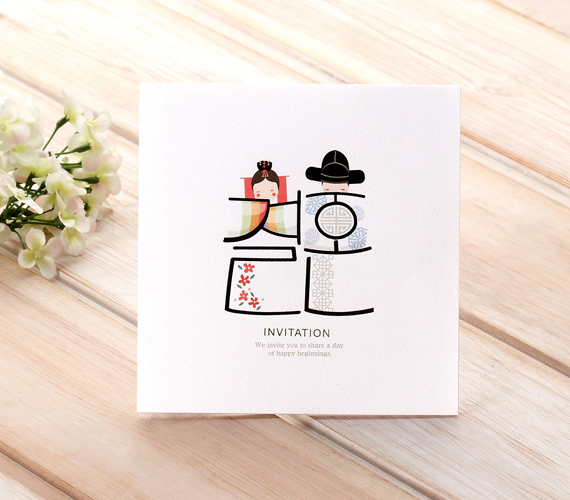 결혼
INVITATION
We invite you to share a day
of happy beginnings.